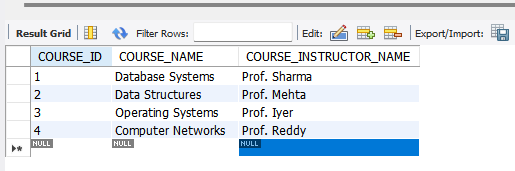 Result Grid Filter Rows: Edit: Export/Import:
COURSE_ID COURSE_NAME COURSE_INSTRUCTOR_NAME
1 Database Systems Prof. Sharma
2 Data Structures Prof. Mehta
3 Operating Systems Prof. Iyer
4 Computer Networks Prof. Reddy
NULL NULL NULL